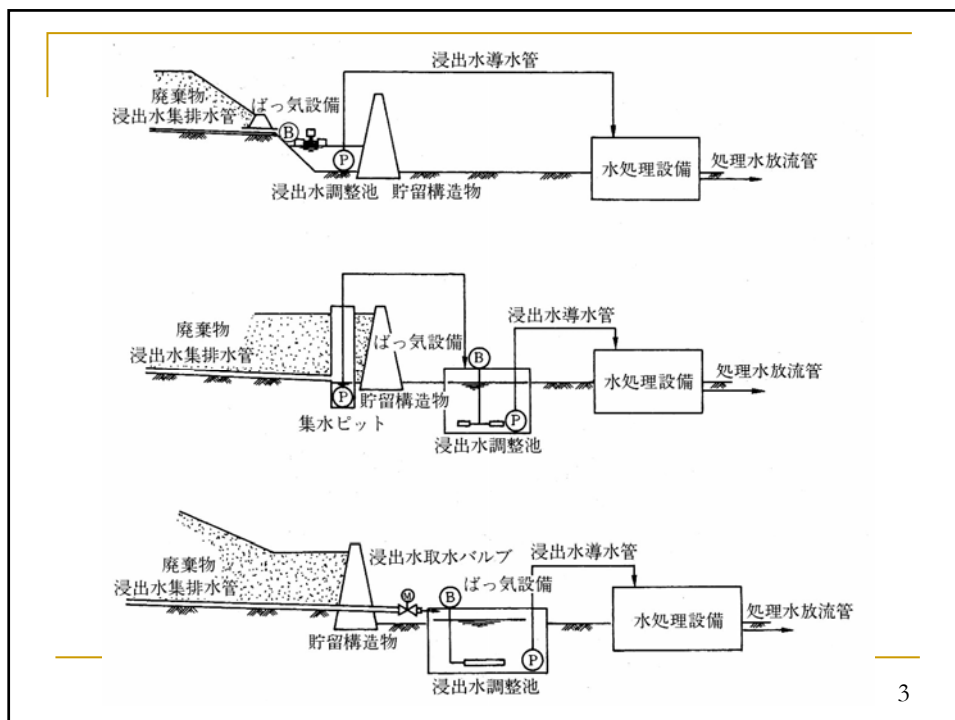 浸出水導水管
廃棄物
ばっ気設備
浸出水集排水管
B
P
水処理設備
処理水放流管
浸出水調整池
貯留構造物
浸出水導水管
廃棄物
ばっ気設備
浸出水集排水管
B
水処理設備
処理水放流管
P
貯留構造物
P
集水ピット
浸出水調整池
浸出水取水バルブ
浸出水導水管
廃棄物
ばっ気設備
浸出水集排水管
M
B
水処理設備
処理水放流管
貯留構造物
P
浸出水調整池
3